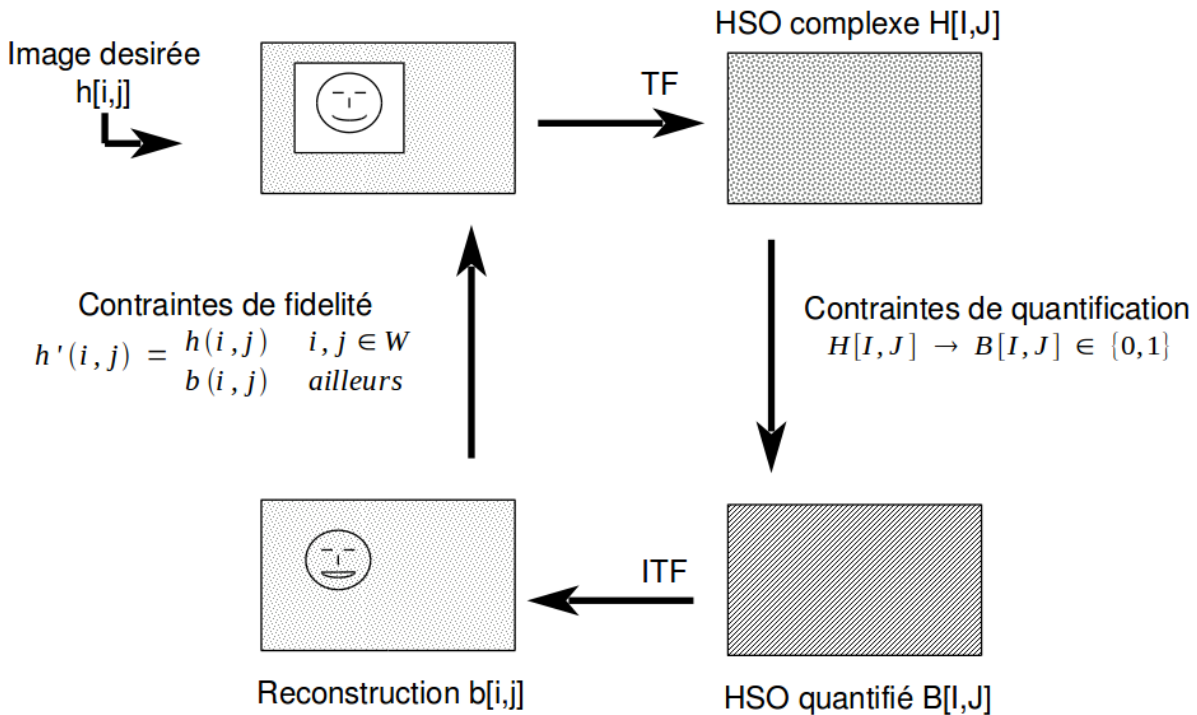 Image desirée
h[i,j]
TF
HSO complexe H[I,J]
Contraintes de fidelité
h'(i,j) = h(i,j) i,j ∈ W
b(i,j) ailleurs
Contraintes de quantification
H[I,J] → B[I,J] ∈ {0,1}
ITF
Reconstruction b[i,j]
HSO quantifié B[I,J]